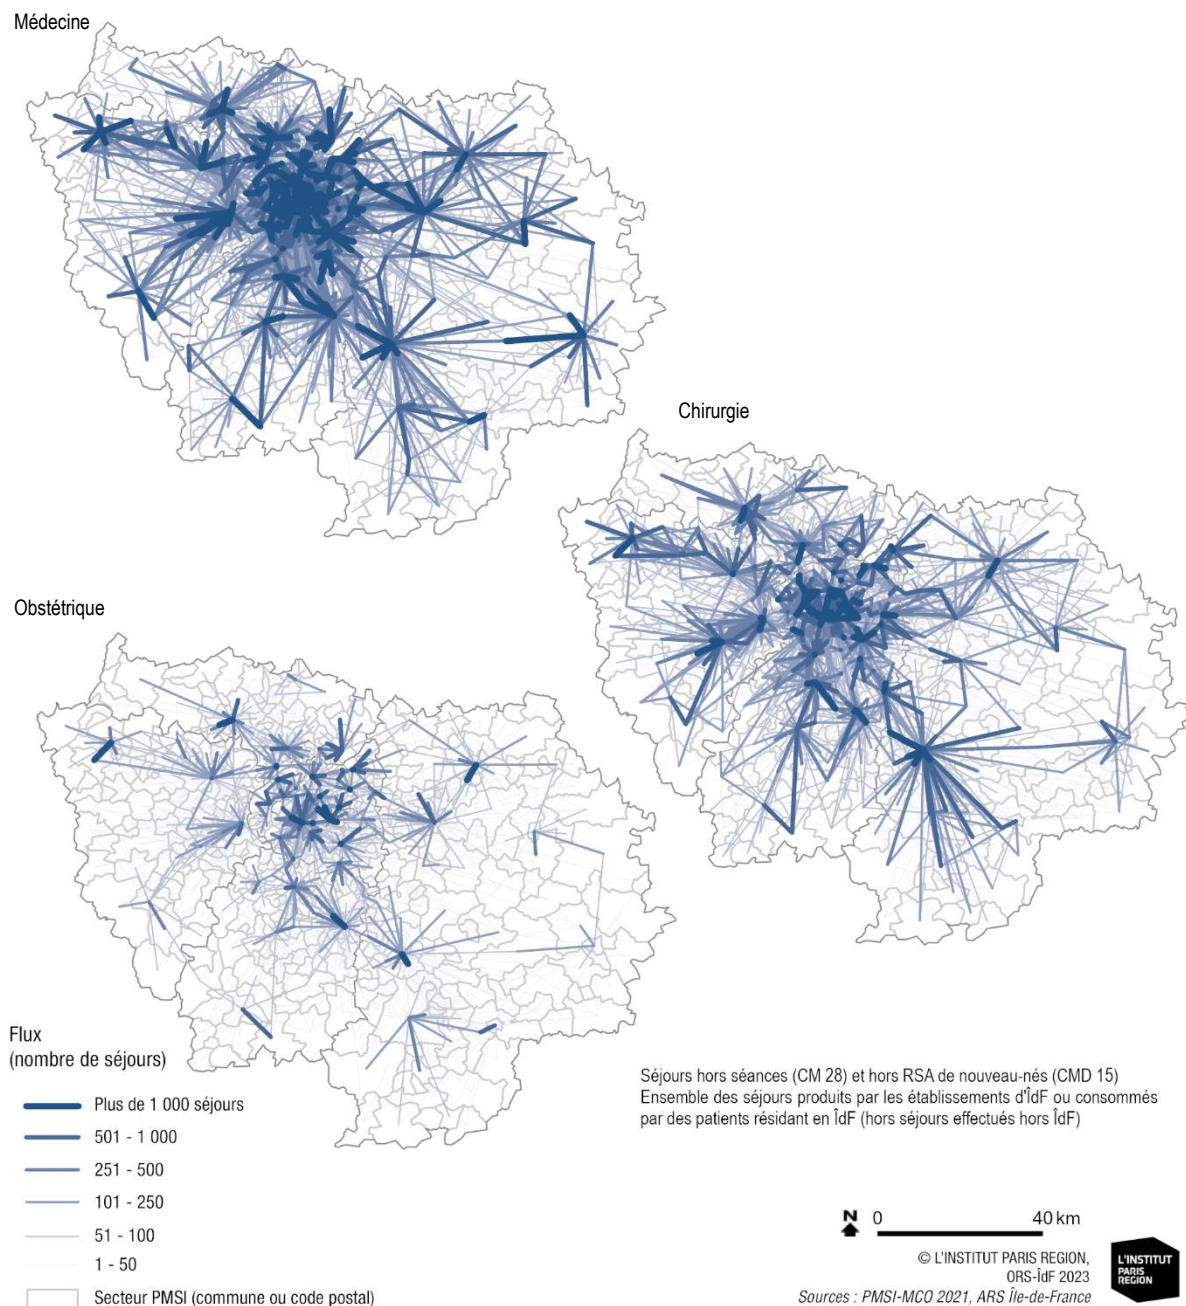 Médecine
Chirurgie
Obstétrique
Flux
(nombre de séjours)
Plus de 1 000 séjours
501 - 1 000
251 - 500
101 - 250
51 - 100
1 - 50
Secteur PMSI (commune ou code postal)
Séjours hors séances (CM 28) et hors RSA de nouveau-nés (CMD 15)
Ensemble des séjours produits par les établissements d'ÎdF ou consommés
par des patients résidant en ÎdF (hors séjours effectués hors ÎdF)
N 0 40 km
© L'INSTITUT PARIS REGION,
ORS-ÎdF 2023
Sources : PMSI-MCO 2021, ARS Île-de-France
L'INSTITUT
PARIS
REGION